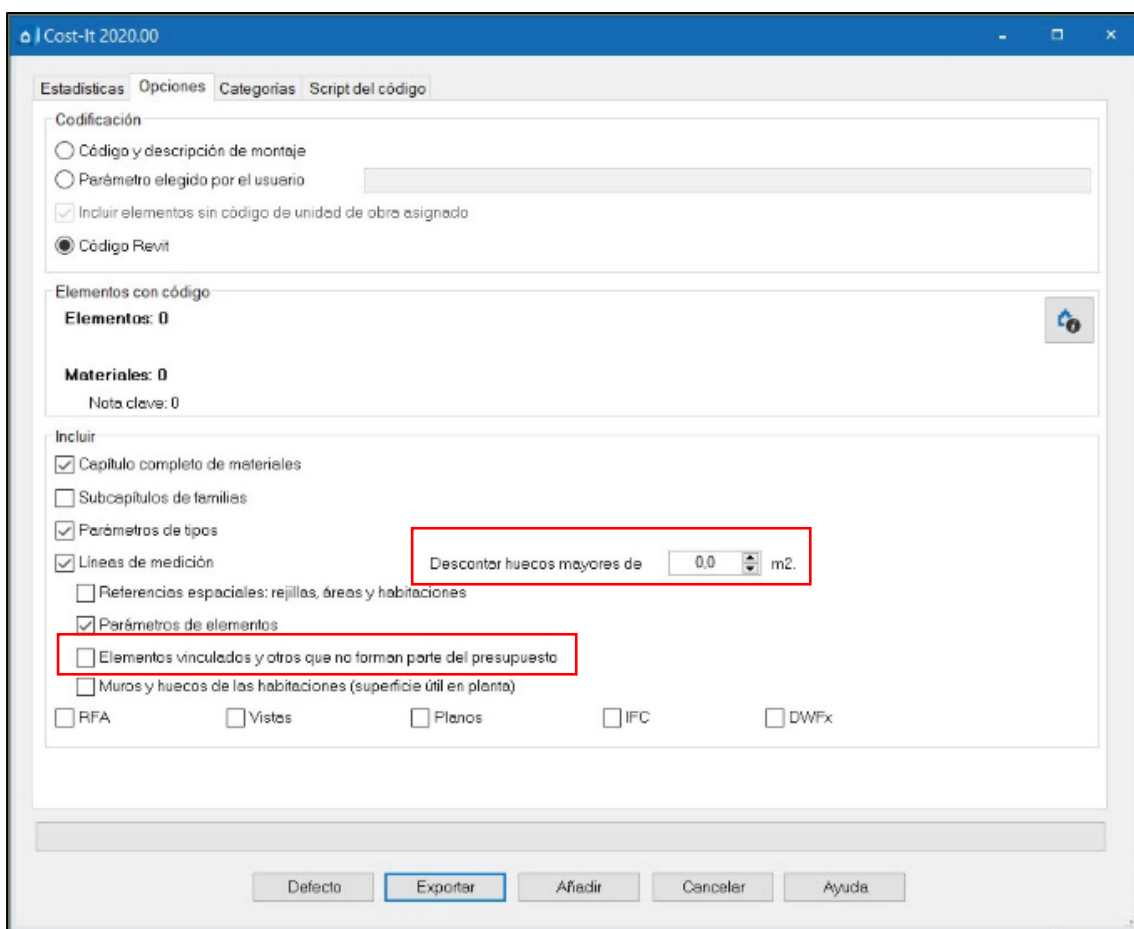 Cost-It 2020.00
Estadísticas Opciones Categorías Script del código
Codificación
Código y descripción de montaje
Parámetro elegido por el usuario
Incluir elementos sin código de unidad de obra asignado
Código Revit
Elementos con código
Elementos: 0
Materiales: 0
Nota clave: 0
Incluir
Capítulo completo de materiales
Subcapítulos de familias
Parámetros de tipos
Líneas de medición Descontar huecos mayores de 0,0 m2.
Referencias espaciales: rejillas, áreas y habitaciones
Parámetros de elementos
Elementos vinculados y otros que no forman parte del presupuesto
Muros y huecos de las habitaciones (superficie útil en planta)
RFA Vistas Planos IFC DWFx
Defecto Exportar Añadir Cancelar Ayuda